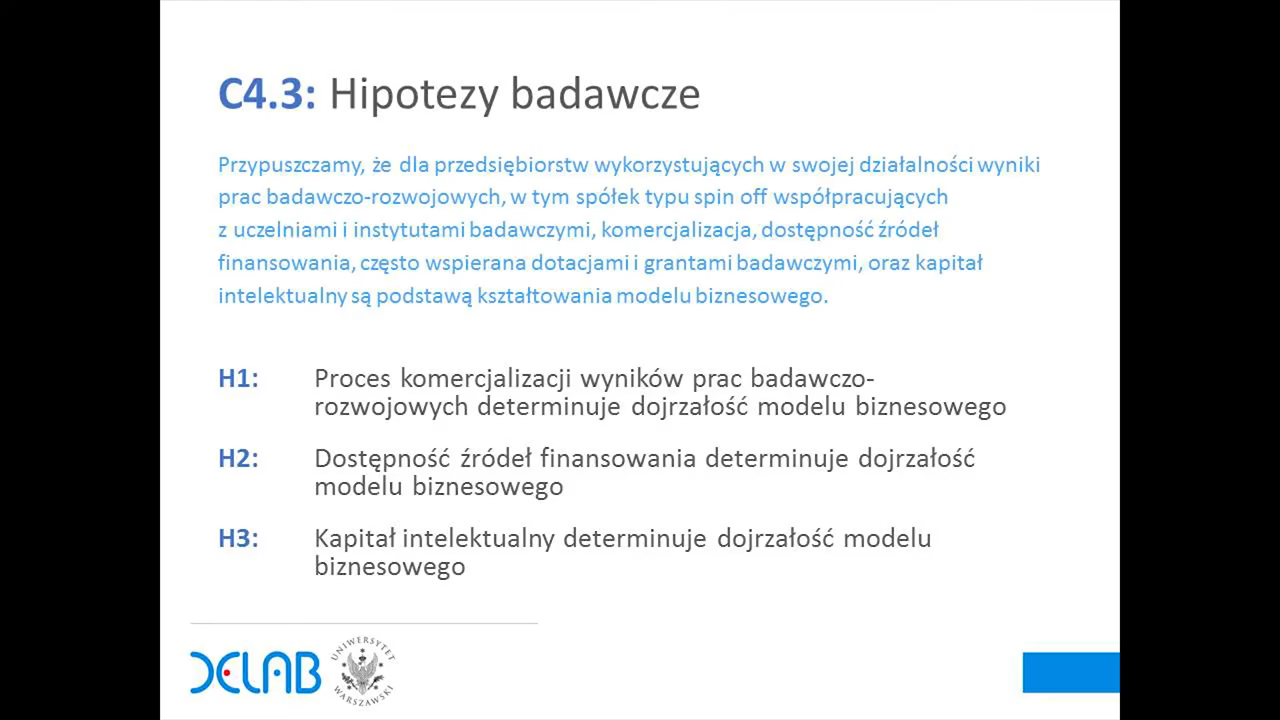 C4.3: Hipotezy badawcze
Przypuszczamy, że dla przedsiębiorstw wykorzystujących w swojej działalności wyniki
prac badawczo-rozwojowych, w tym spółek typu spin off współpracujących
z uczelniami i instytutami badawczymi, komercjalizacja, dostępność źródeł
finansowania, często wspierana dotacjami i grantami badawczymi, oraz kapitał
intelektualny są podstawą kształtowania modelu biznesowego.
H1: Proces komercjalizacji wyników prac badawczo-
rozwojowych determinuje dojrzałość modelu biznesowego
H2: Dostępność źródeł finansowania determinuje dojrzałość
modelu biznesowego
H3: Kapitał intelektualny determinuje dojrzałość modelu
biznesowego
DELAB
UNIWERSYTET
WARSZAWSKI